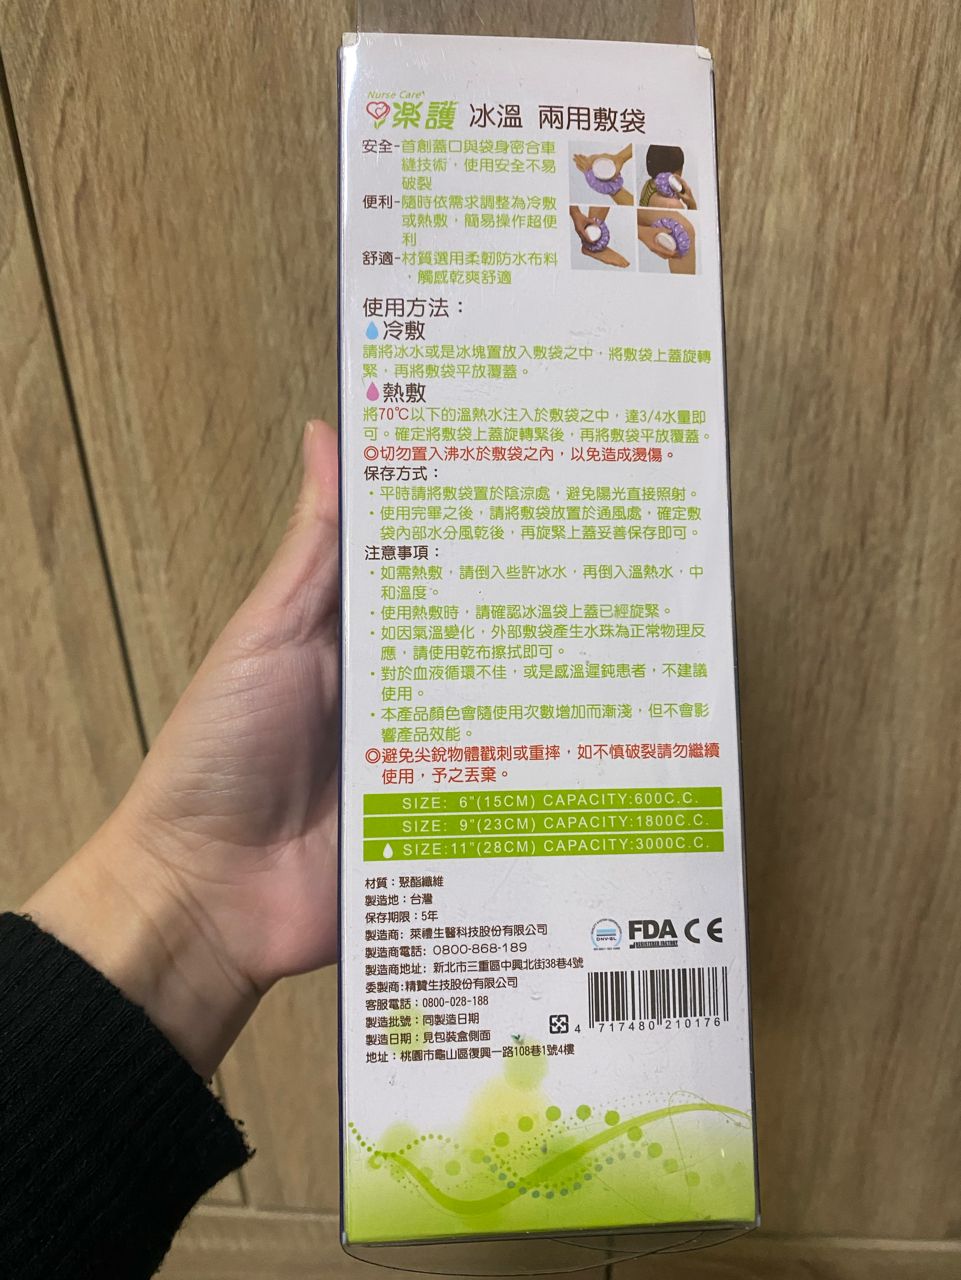 Nurse Care
楽護 冰溫 兩用敷袋
安全-首創蓋口與袋身密合車
縫技術，使用安全不易
破裂
便利-隨時依需求調整為冷敷
或熱敷，簡易操作超便
利
舒適-材質選用柔韌防水布料
，觸感乾爽舒適
使用方法：
冷敷
請將冰水或是冰塊置放入敷袋之中，將敷袋上蓋旋轉
緊，再將敷袋平放覆蓋。
熱敷
將70℃以下的溫熱水注入於敷袋之中，達3/4水量即
可。確定將敷袋上蓋旋轉緊後，再將敷袋平放覆蓋。
◎切勿置入沸水於敷袋之內，以免造成燙傷。
保存方式：
・平時請將敷袋置於陰涼處，避免陽光直接照射。
・使用完畢之後，請將敷袋放置於通風處，確定敷
袋內部水分風乾後，再旋緊上蓋妥善保存即可。
注意事項：
・如需熱敷，請倒入些許冰水，再倒入溫熱水，中
和溫度。
・使用熱敷時，請確認冰溫袋上蓋已經旋緊。
・如因氣溫變化，外部敷袋產生水珠為正常物理反
應，請使用乾布擦拭即可。
・對於血液循環不佳，或是感溫遲鈍患者，不建議
使用。
・本產品顏色會隨使用次數增加而漸淺，但不會影
響產品效能。
◎避免尖銳物體戳刺或重摔，如不慎破裂請勿繼續
使用，予之丟棄。
SIZE: 6"(15CM) CAPACITY:600C.C.
SIZE: 9"(23CM) CAPACITY:1800C.C.
SIZE:11"(28CM) CAPACITY:3000C.C.
材質：聚酯纖維
製造地：台灣
保存期限：5年
製造商: 萊禮生醫科技股份有限公司
製造商電話: 0800-868-189
製造商地址: 新北市三重區中興北街38巷4號
委製商:精贊生技股份有限公司
客服電話：0800-028-188
製造批號：同製造日期
製造日期：見包裝盒側面
地址：桃園市龜山區復興一路108巷1號4樓
DNV·GL
FDA CE
REGISTERED FACTORY
4 717480 210176